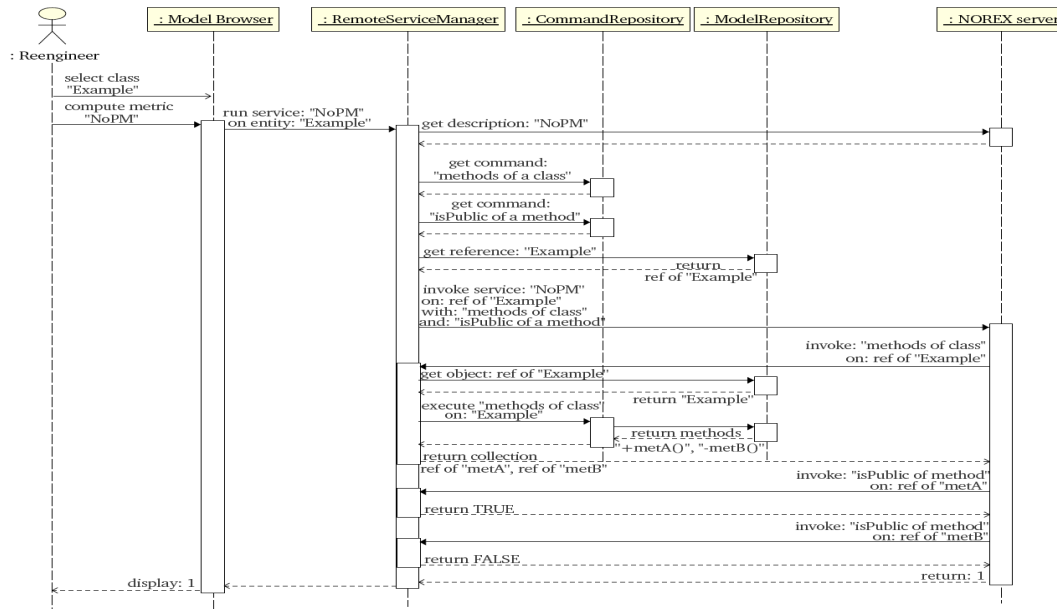 : Model Browser
: RemoteServiceManager
: CommandRepository
: ModelRepository
: NOREX server
: Reengineer
select class
"Example"
compute metric
"NoPM"
run service: "NoPM"
on entity: "Example"
get description: "NoPM"
get command:
"methods of a class"
get command:
"isPublic of a method"
get reference: "Example"
return
ref of "Example"
invoke service: "NoPM"
on: ref of "Example"
with: "methods of class"
and: "isPublic of a method"
invoke: "methods of class"
on: ref of "Example"
get object: ref of "Example"
return "Example"
execute "methods of class"
on: "Example"
return methods
"+metA()", "-metB()"
return collection
ref of "metA", ref of "metB"
invoke: "isPublic of method"
on: ref of "metA"
return TRUE
invoke: "isPublic of method"
on: ref of "metB"
return FALSE
return: 1
display: 1